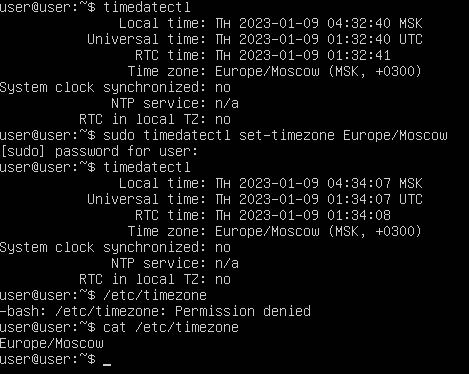 user@user:~$ timedatectl
Local time: Пн 2023-01-09 04:32:40 MSK
Universal time: Пн 2023-01-09 01:32:40 UTC
RTC time: Пн 2023-01-09 01:32:41
Time zone: Europe/Moscow (MSK, +0300)
System clock synchronized: no
NTP service: n/a
RTC in local TZ: no
user@user:~$ sudo timedatectl set-timezone Europe/Moscow
[sudo] password for user:
user@user:~$ timedatectl
Local time: Пн 2023-01-09 04:34:07 MSK
Universal time: Пн 2023-01-09 01:34:07 UTC
RTC time: Пн 2023-01-09 01:34:08
Time zone: Europe/Moscow (MSK, +0300)
System clock synchronized: no
NTP service: n/a
RTC in local TZ: no
user@user:~$ /etc/timezone
-bash: /etc/timezone: Permission denied
user@user:~$ cat /etc/timezone
Europe/Moscow
user@user:~$ _